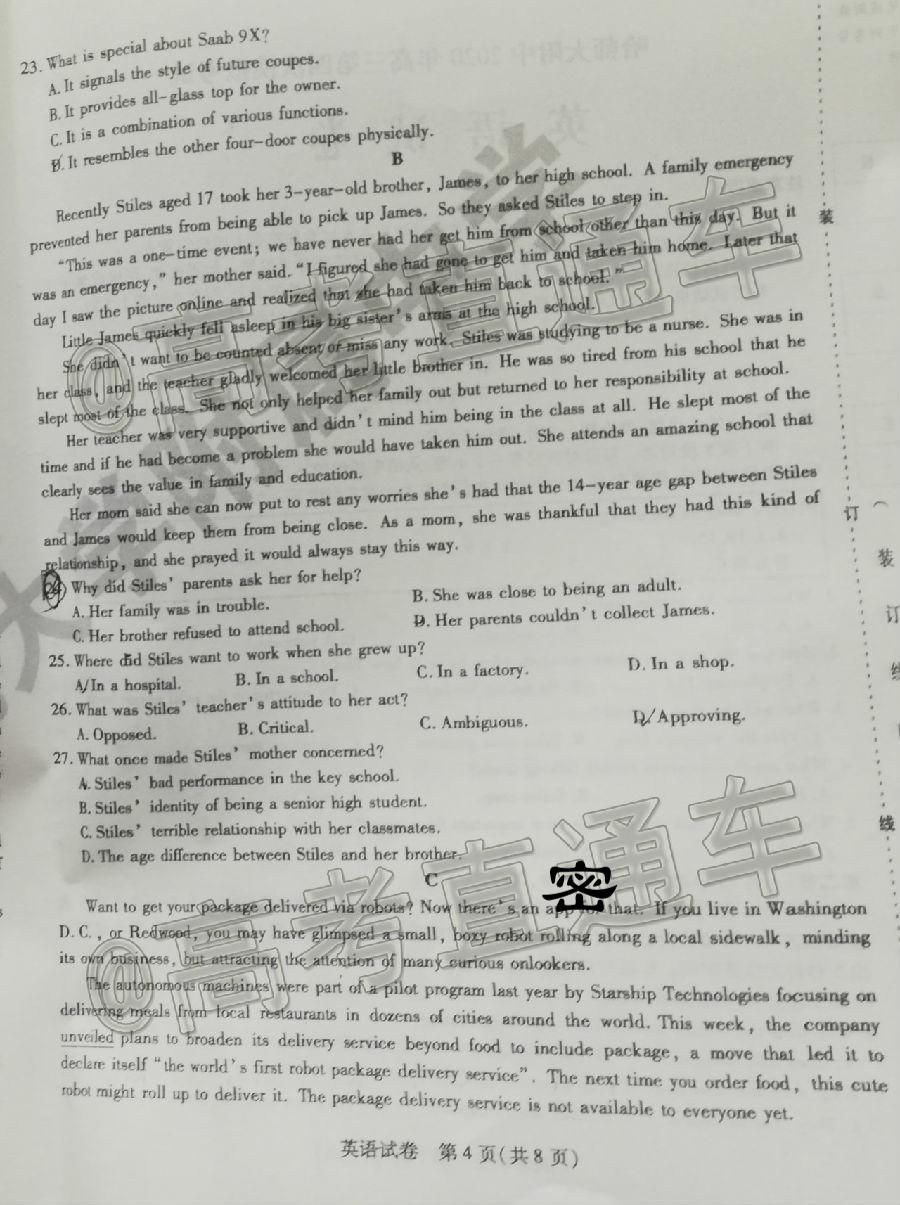 23. What is special about Saab 9X?
A. It signals the style of future coupes.
B. It provides all-glass top for the owner.
C. It is a combination of various functions.
D. It resembles the other four-door coupes physically.
B
Recently Stiles aged 17 took her 3-year-old brother, James, to her high school. A family emergency
prevented her parents from being able to pick up James. So they asked Stiles to step in.
“This was a one-time event; we have never had her get him from school other than this day. But it
was an emergency,” her mother said. “I figured she had gone to get him and taken him home. Later that
day I saw the picture online and realized that she had taken him back to school.”
Little James quickly fell asleep in his big sister's arms at the high school.
She didn't want to be counted absent or miss any work. Stiles was studying to be a nurse. She was in
her class, and the teacher gladly welcomed her little brother in. He was so tired from his school that he
slept most of the class. She not only helped her family out but returned to her responsibility at school.
Her teacher was very supportive and didn't mind him being in the class at all. He slept most of the
time and if he had become a problem she would have taken him out. She attends an amazing school that
clearly sees the value in family and education.
Her mom said she can now put to rest any worries she's had that the 14-year age gap between Stiles
and James would keep them from being close. As a mom, she was thankful that they had this kind of
relationship, and she prayed it would always stay this way.
24. Why did Stiles' parents ask her for help?
A. Her family was in trouble. B. She was close to being an adult.
C. Her brother refused to attend school. D. Her parents couldn't collect James.
25. Where did Stiles want to work when she grew up?
A. In a hospital. B. In a school. C. In a factory. D. In a shop.
26. What was Stiles' teacher's attitude to her act?
A. Opposed. B. Critical. C. Ambiguous. D. Approving.
27. What once made Stiles' mother concerned?
A. Stiles' bad performance in the key school.
B. Stiles' identity of being a senior high student.
C. Stiles' terrible relationship with her classmates.
D. The age difference between Stiles and her brother.
C
Want to get your package delivered via robots? Now there's an app for that. If you live in Washington
D. C., or Redwood, you may have glimpsed a small, boxy robot rolling along a local sidewalk, minding
its own business, but attracting the attention of many curious onlookers.
The autonomous machines were part of a pilot program last year by Starship Technologies focusing on
delivering meals from local restaurants in dozens of cities around the world. This week, the company
unveiled plans to broaden its delivery service beyond food to include package, a move that led it to
declare itself “the world's first robot package delivery service”. The next time you order food, this cute
robot might roll up to deliver it. The package delivery service is not available to everyone yet.
英语试卷 第4页(共8页)
装
订
线
装
订
密
@高考直通车
@高考直通车